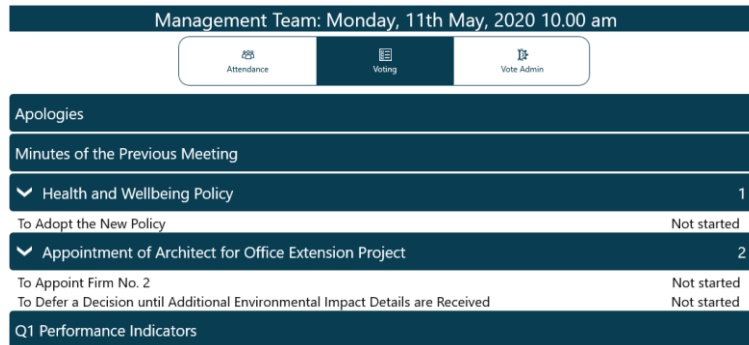 Management Team: Monday, 11th May, 2020 10.00 am
Attendance Voting Vote Admin
Apologies
Minutes of the Previous Meeting
Health and Wellbeing Policy 1
To Adopt the New Policy Not started
Appointment of Architect for Office Extension Project 2
To Appoint Firm No. 2 Not started
To Defer a Decision until Additional Environmental Impact Details are Received Not started
Q1 Performance Indicators